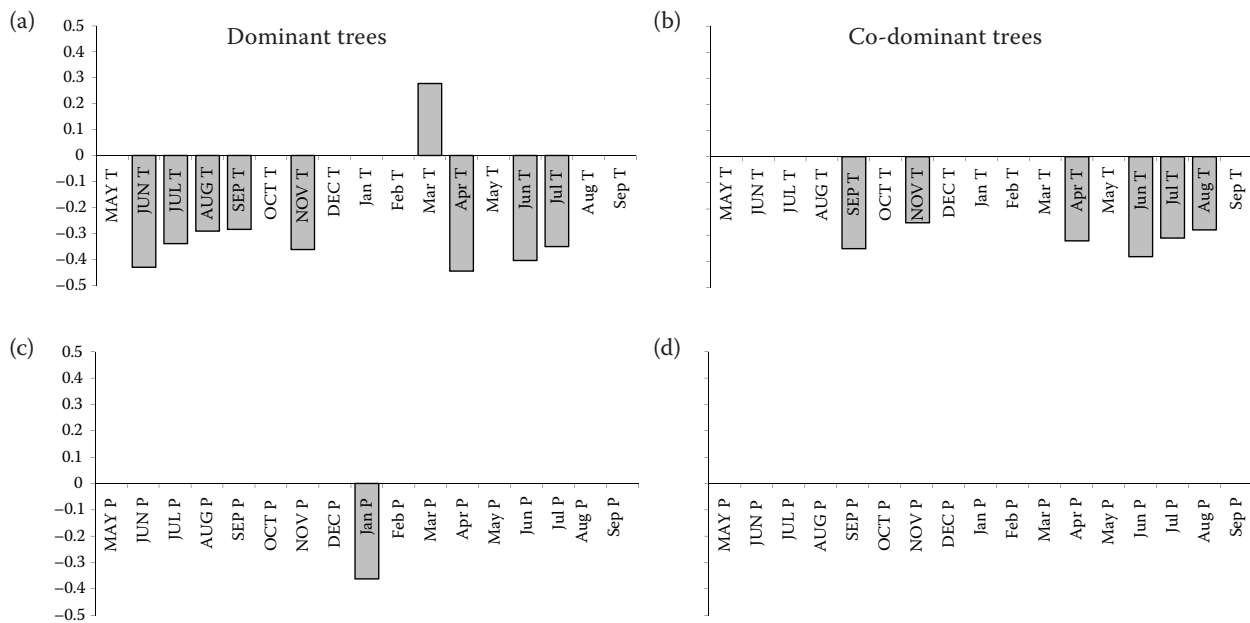 (a)
Dominant trees
0.5
0.4
0.3
0.2
0.1
0
−0.1
−0.2
−0.3
−0.4
−0.5
MAY T
JUN T
JUL T
AUG T
SEP T
OCT T
NOV T
DEC T
Jan T
Feb T
Mar T
Apr T
May T
Jun T
Jul T
Aug T
Sep T
(b)
Co-dominant trees
MAY T
JUN T
JUL T
AUG T
SEP T
OCT T
NOV T
DEC T
Jan T
Feb T
Mar T
Apr T
May T
Jun T
Jul T
Aug T
Sep T
(c)
0.5
0.4
0.3
0.2
0.1
0
−0.1
−0.2
−0.3
−0.4
−0.5
MAY P
JUN P
JUL P
AUG P
SEP P
OCT P
NOV P
DEC P
Jan P
Feb P
Mar P
Apr P
May P
Jun P
Jul P
Aug P
Sep P
(d)
MAY P
JUN P
JUL P
AUG P
SEP P
OCT P
NOV P
DEC P
Jan P
Feb P
Mar P
Apr P
May P
Jun P
Jul P
Aug P
Sep P